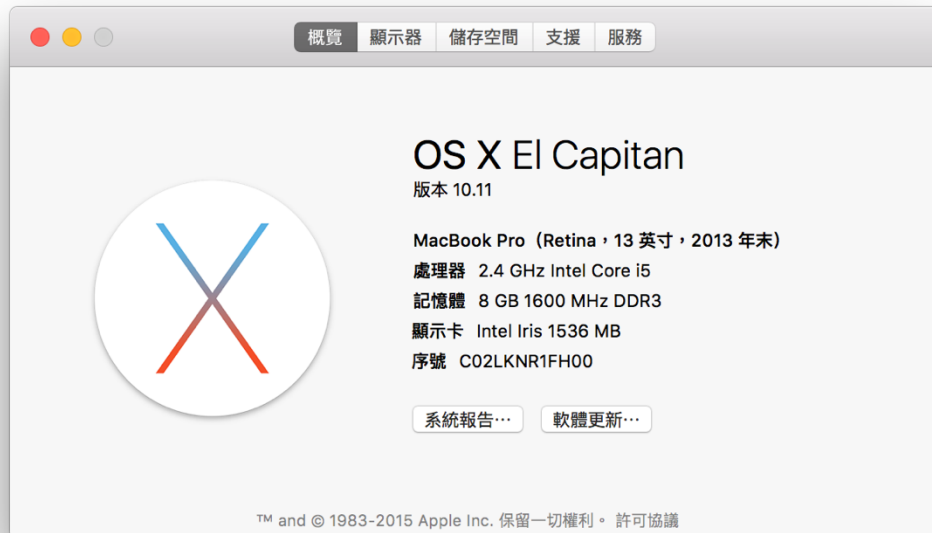 概覽 顯示器 儲存空間 支援 服務
OS X El Capitan
版本 10.11
MacBook Pro（Retina，13 英寸，2013 年末）
處理器 2.4 GHz Intel Core i5
記憶體 8 GB 1600 MHz DDR3
顯示卡 Intel Iris 1536 MB
序號 C02LKNR1FH00
系統報告⋯ 軟體更新⋯
™ and © 1983-2015 Apple Inc. 保留一切權利。 許可協議